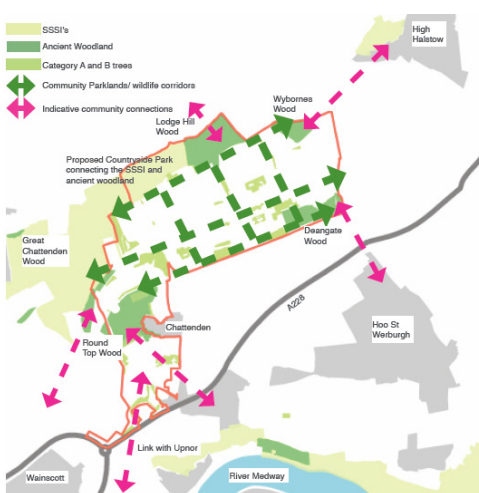 SSSI's
Ancient Woodland
Category A and B trees
Community Parklands/ wildlife corridors
Indicative community connections
High
Halstow
Wybornes
Wood
Lodge Hill
Wood
Proposed Countryside Park
connecting the SSSI and
ancient woodland
Great
Chattenden
Wood
Deangate
Wood
A228
Chattenden
Hoo St
Werburgh
Round
Top Wood
Link with Upnor
Wainscott
River Medway